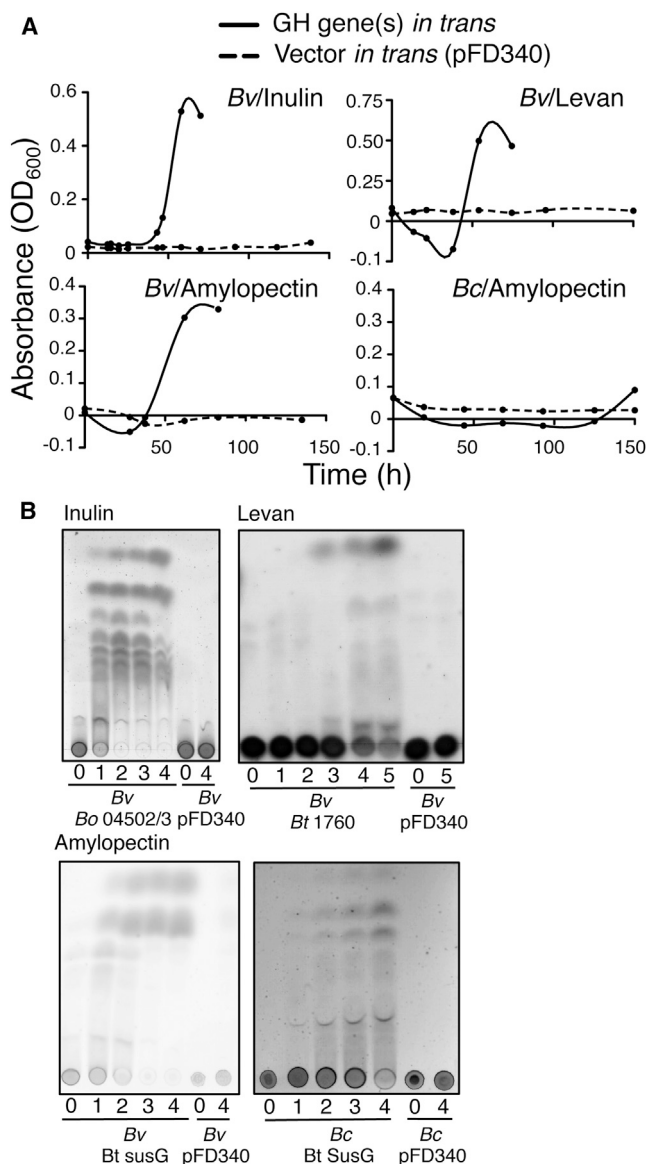 A
GH gene(s) in trans
Vector in trans (pFD340)
Absorbance (OD600)
Bv/Inulin
0.6
0.4
0.2
0
Bv/Levan
0.75
0.50
0.25
0
-0.1
Bv/Amylopectin
0.4
0.3
0.2
0.1
0
-0.1
50 100 150
Bc/Amylopectin
0.4
0.3
0.2
0.1
0
-0.1
50 100 150
Time (h)
B
Inulin
0 1 2 3 4 0 4
Bv Bv
Bo 04502/3 pFD340
Levan
0 1 2 3 4 5 0 5
Bv Bv
Bt 1760 pFD340
Amylopectin
0 1 2 3 4 0 4
Bv Bv
Bt susG pFD340
0 1 2 3 4 0 4
Bc Bc
Bt SusG pFD340